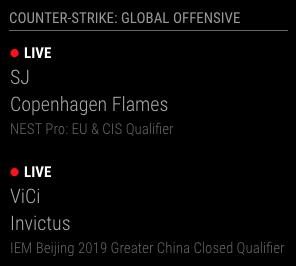 COUNTER-STRIKE: GLOBAL OFFENSIVE
LIVE
SJ
Copenhagen Flames
NEST Pro: EU & CIS Qualifier
LIVE
ViCi
Invictus
IEM Beijing 2019 Greater China Closed Qualifier